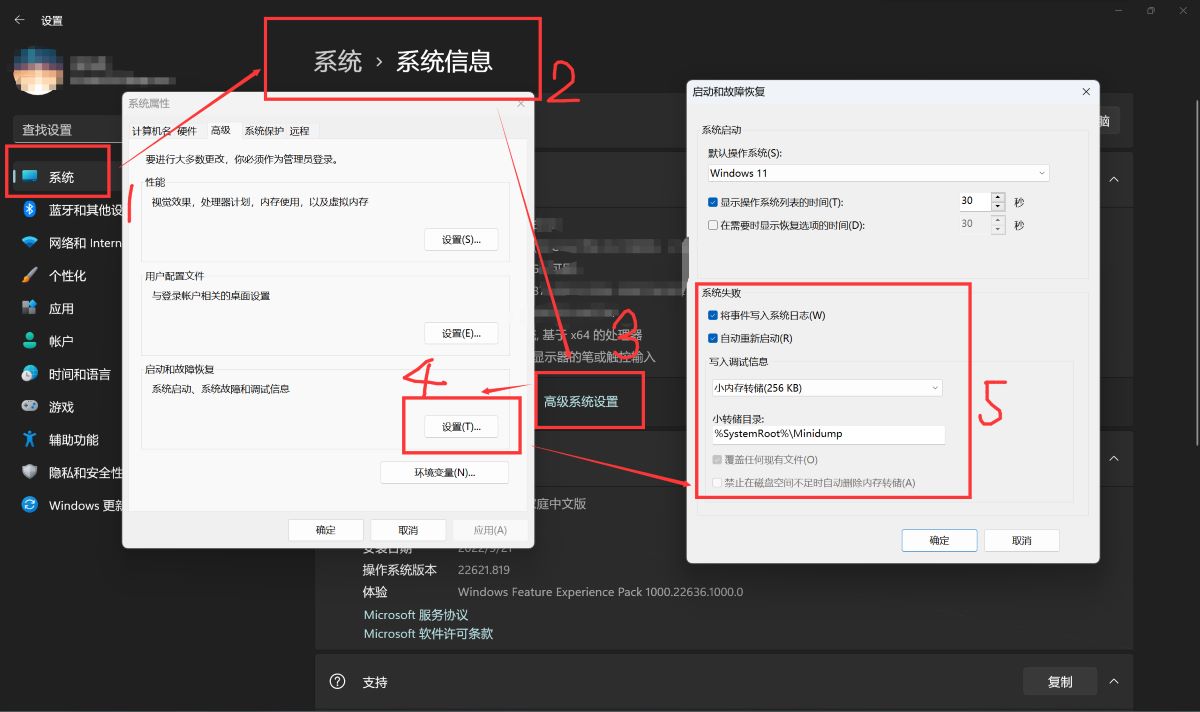 设置
系统 › 系统信息
2
查找设置
系统
1
蓝牙和其他设
网络和 Intern
个性化
应用
帐户
时间和语言
游戏
辅助功能
隐私和安全性
Windows 更新
系统属性
计算机名 硬件 高级 系统保护 远程
要进行大多数更改，你必须作为管理员登录。
性能
视觉效果，处理器计划，内存使用，以及虚拟内存
设置(S)...
用户配置文件
与登录帐户相关的桌面设置
设置(E)...
启动和故障恢复
系统启动、系统故障和调试信息
4
设置(T)...
环境变量(N)...
确定 取消 应用(A)
基于 x64 的处理器
显示器的笔或触控输入
3
高级系统设置
家庭中文版
安装日期 2022/9/21
操作系统版本 22621.819
体验 Windows Feature Experience Pack 1000.22636.1000.0
Microsoft 服务协议
Microsoft 软件许可条款
支持
复制
脑
启动和故障恢复
系统启动
默认操作系统(S):
Windows 11
显示操作系统列表的时间(T): 30 秒
在需要时显示恢复选项的时间(D): 30 秒
系统失败
将事件写入系统日志(W)
自动重新启动(R)
写入调试信息
小内存转储(256 KB)
小转储目录:
%SystemRoot%\Minidump
覆盖任何现有文件(O)
禁止在磁盘空间不足时自动删除内存转储(A)
5
确定 取消